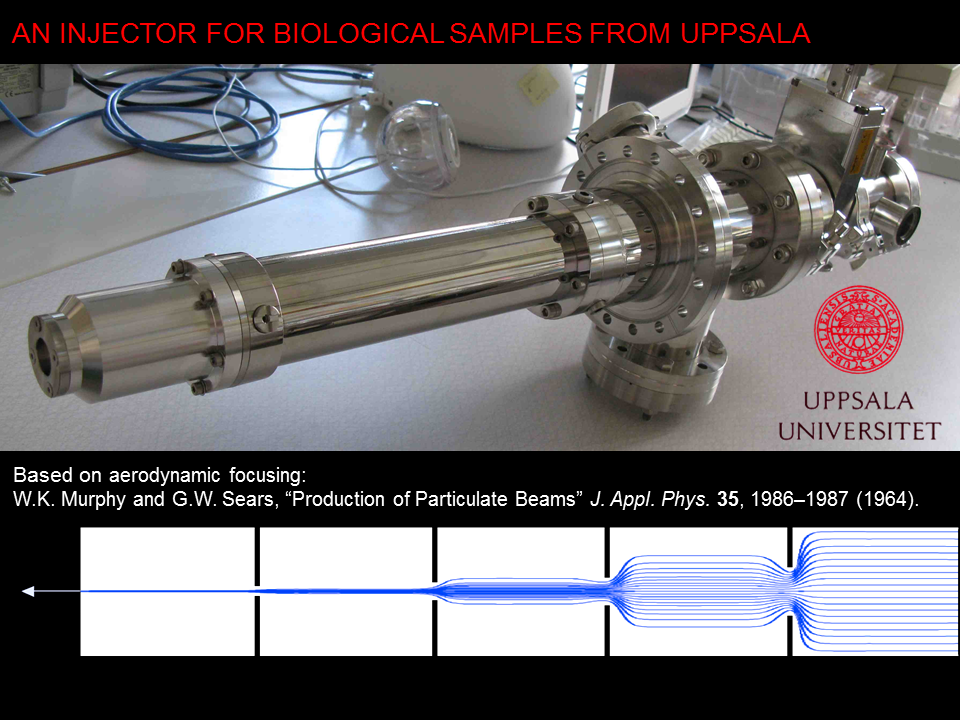 AN INJECTOR FOR BIOLOGICAL SAMPLES FROM UPPSALA
UPPSALA
UNIVERSITET
Based on aerodynamic focusing:
W.K. Murphy and G.W. Sears, “Production of Particulate Beams” J. Appl. Phys. 35, 1986–1987 (1964).